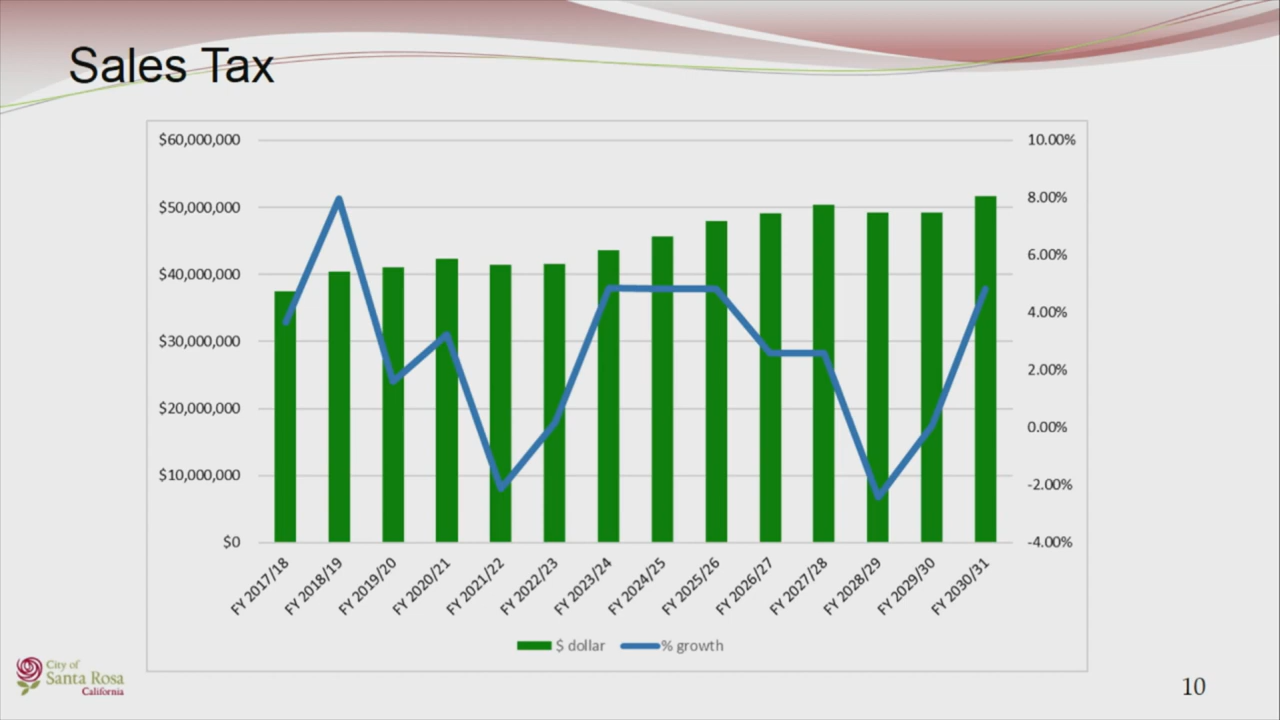 Sales Tax
$60,000,000
$50,000,000
$40,000,000
$30,000,000
$20,000,000
$10,000,000
$0
10.00%
8.00%
6.00%
4.00%
2.00%
0.00%
-2.00%
-4.00%
FY 2017/18
FY 2018/19
FY 2019/20
FY 2020/21
FY 2021/22
FY 2022/23
FY 2023/24
FY 2024/25
FY 2025/26
FY 2026/27
FY 2027/28
FY 2028/29
FY 2029/30
FY 2030/31
$ dollar
% growth
City of
Santa Rosa
California
10